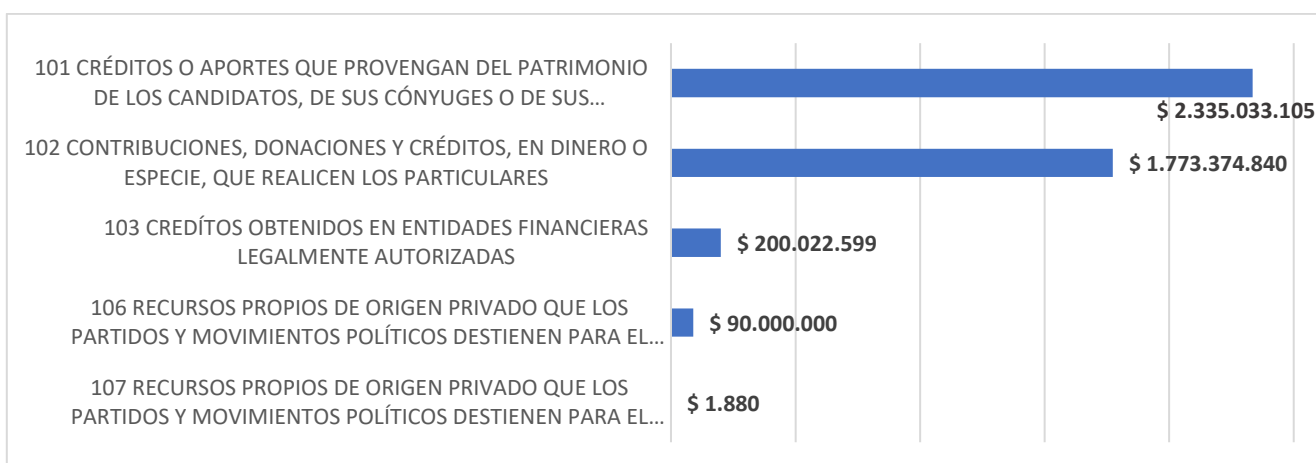 101 CRÉDITOS O APORTES QUE PROVENGAN DEL PATRIMONIO
DE LOS CANDIDATOS, DE SUS CÓNYUGES O DE SUS...
$ 2.335.033.105
102 CONTRIBUCIONES, DONACIONES Y CRÉDITOS, EN DINERO O
ESPECIE, QUE REALICEN LOS PARTICULARES
$ 1.773.374.840
103 CREDÍTOS OBTENIDOS EN ENTIDADES FINANCIERAS
LEGALMENTE AUTORIZADAS
$ 200.022.599
106 RECURSOS PROPIOS DE ORIGEN PRIVADO QUE LOS
PARTIDOS Y MOVIMIENTOS POLÍTICOS DESTIENEN PARA EL...
$ 90.000.000
107 RECURSOS PROPIOS DE ORIGEN PRIVADO QUE LOS
PARTIDOS Y MOVIMIENTOS POLÍTICOS DESTIENEN PARA EL...
$ 1.880